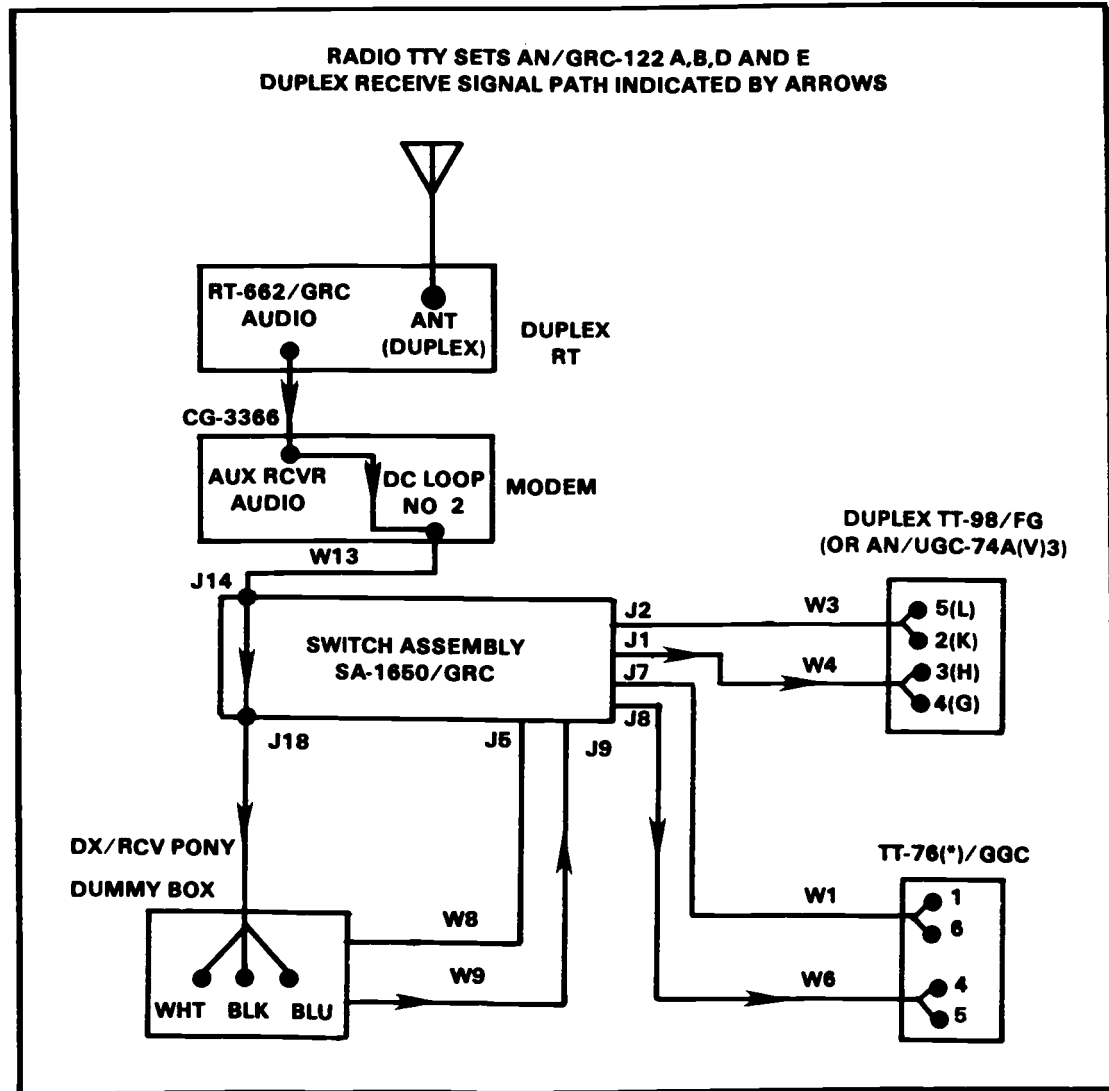 RADIO TTY SETS AN/GRC-122 A,B,D AND E
DUPLEX RECEIVE SIGNAL PATH INDICATED BY ARROWS
RT-662/GRC
AUDIO
ANT
(DUPLEX)
DUPLEX
RT
CG-3366
AUX RCVR
AUDIO
DC LOOP
NO 2
MODEM
W13
J14
SWITCH ASSEMBLY
SA-1650/GRC
J2
J1
J7
J8
J18
J5
J9
W3
W4
DUPLEX TT-98/FG
(OR AN/UGC-74A(V)3)
5(L)
2(K)
3(H)
4(G)
DX/RCV PONY
DUMMY BOX
WHT BLK BLU
W8
W9
TT-76(*)/GGC
W1
1
6
W6
4
5